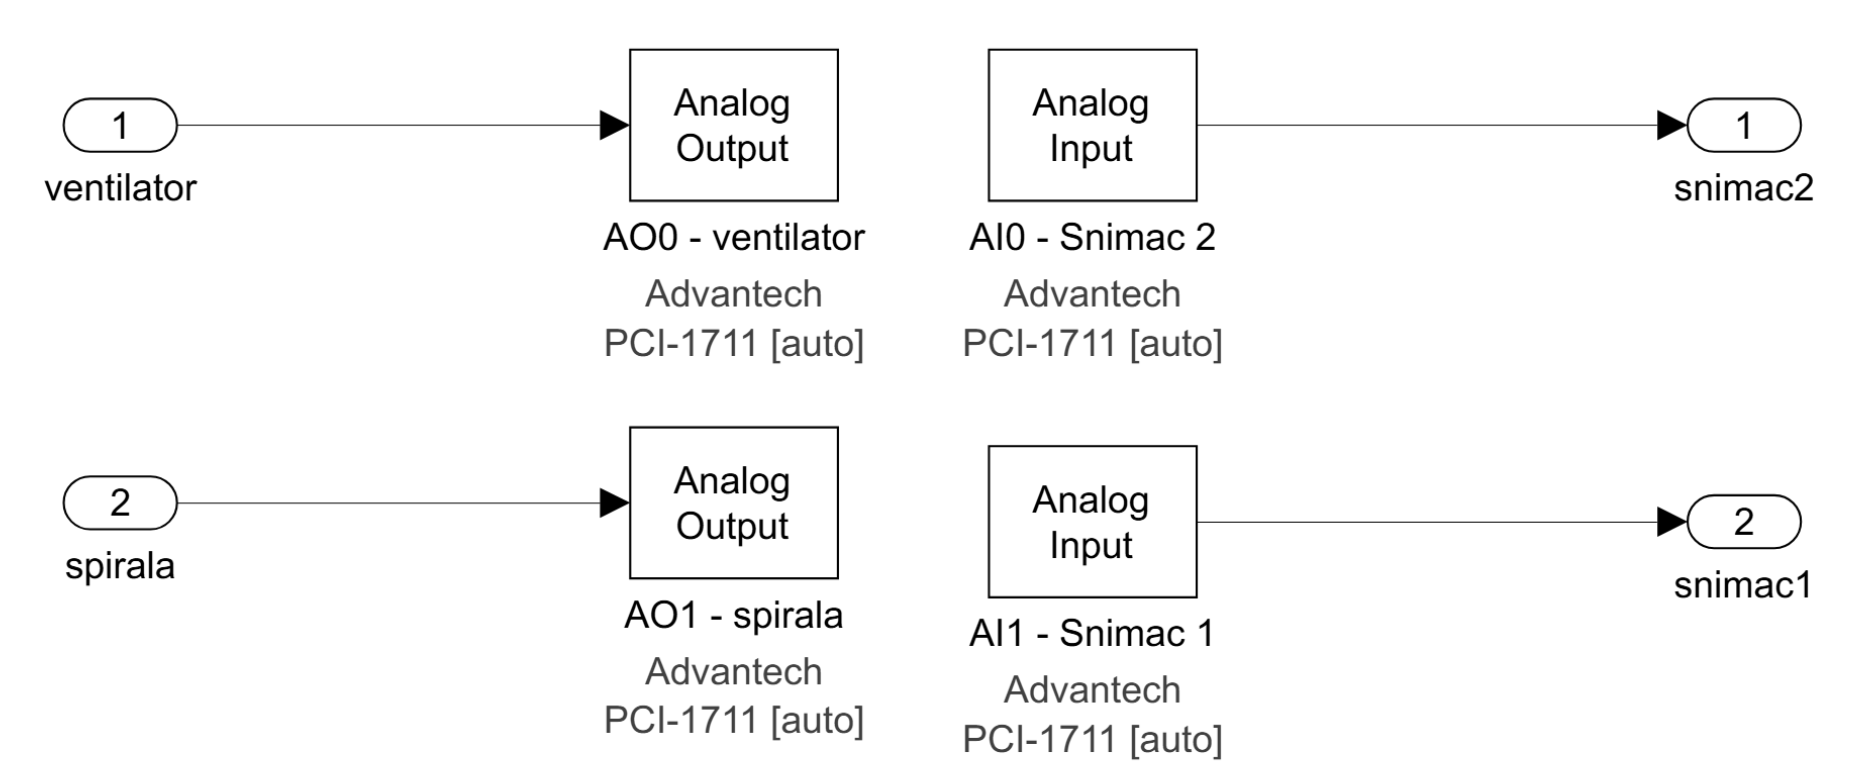 1
ventilator
Analog
Output
AO0 - ventilator
Advantech
PCI-1711 [auto]
Analog
Input
AI0 - Snimac 2
Advantech
PCI-1711 [auto]
1
snimac2
2
spirala
Analog
Output
AO1 - spirala
Advantech
PCI-1711 [auto]
Analog
Input
AI1 - Snimac 1
Advantech
PCI-1711 [auto]
2
snimac1